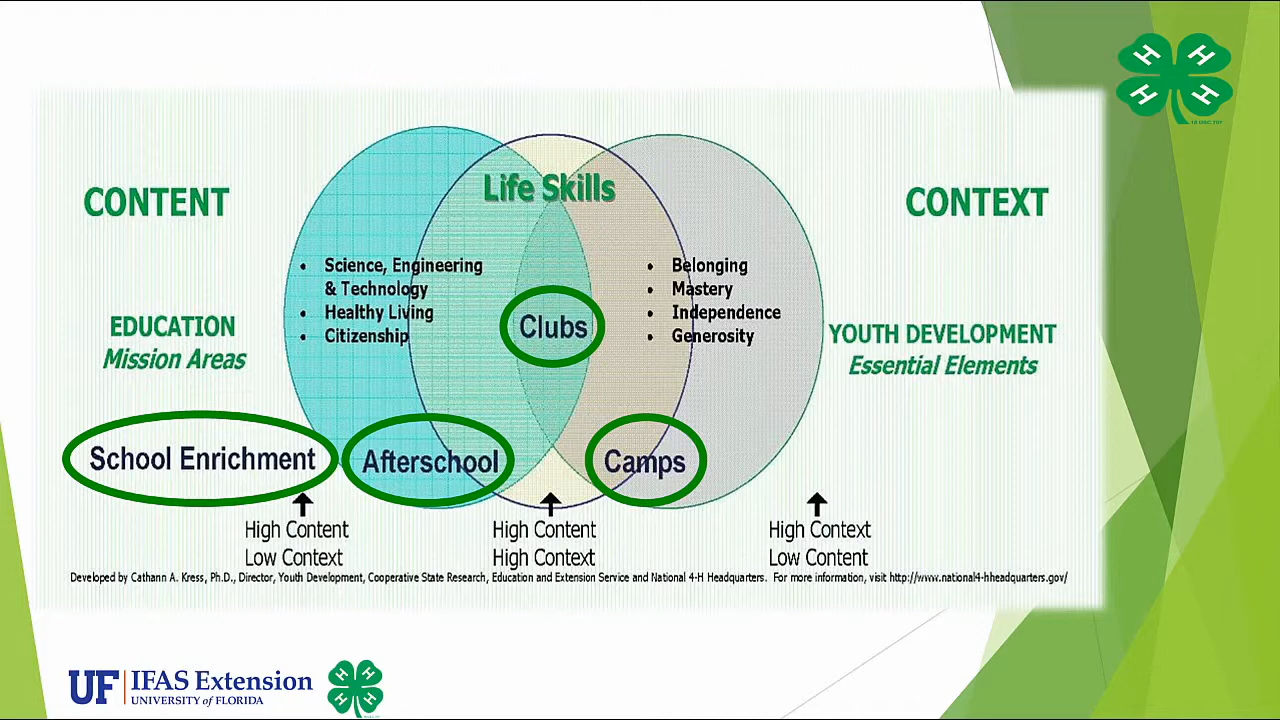 H H
H H
Life Skills
CONTENT
CONTEXT
• Science, Engineering
& Technology
• Healthy Living
• Citizenship
• Belonging
• Mastery
• Independence
• Generosity
Clubs
EDUCATION
Mission Areas
YOUTH DEVELOPMENT
Essential Elements
School Enrichment
Afterschool
Camps
High Content
Low Context
High Content
High Context
High Context
Low Content
Developed by Cathann A. Kress, Ph.D., Director, Youth Development, Cooperative State Research, Education and Extension Service and National 4-H Headquarters. For more information, visit http://www.national4-hheadquarters.gov/
UF IFAS Extension
UNIVERSITY of FLORIDA
H H
H H